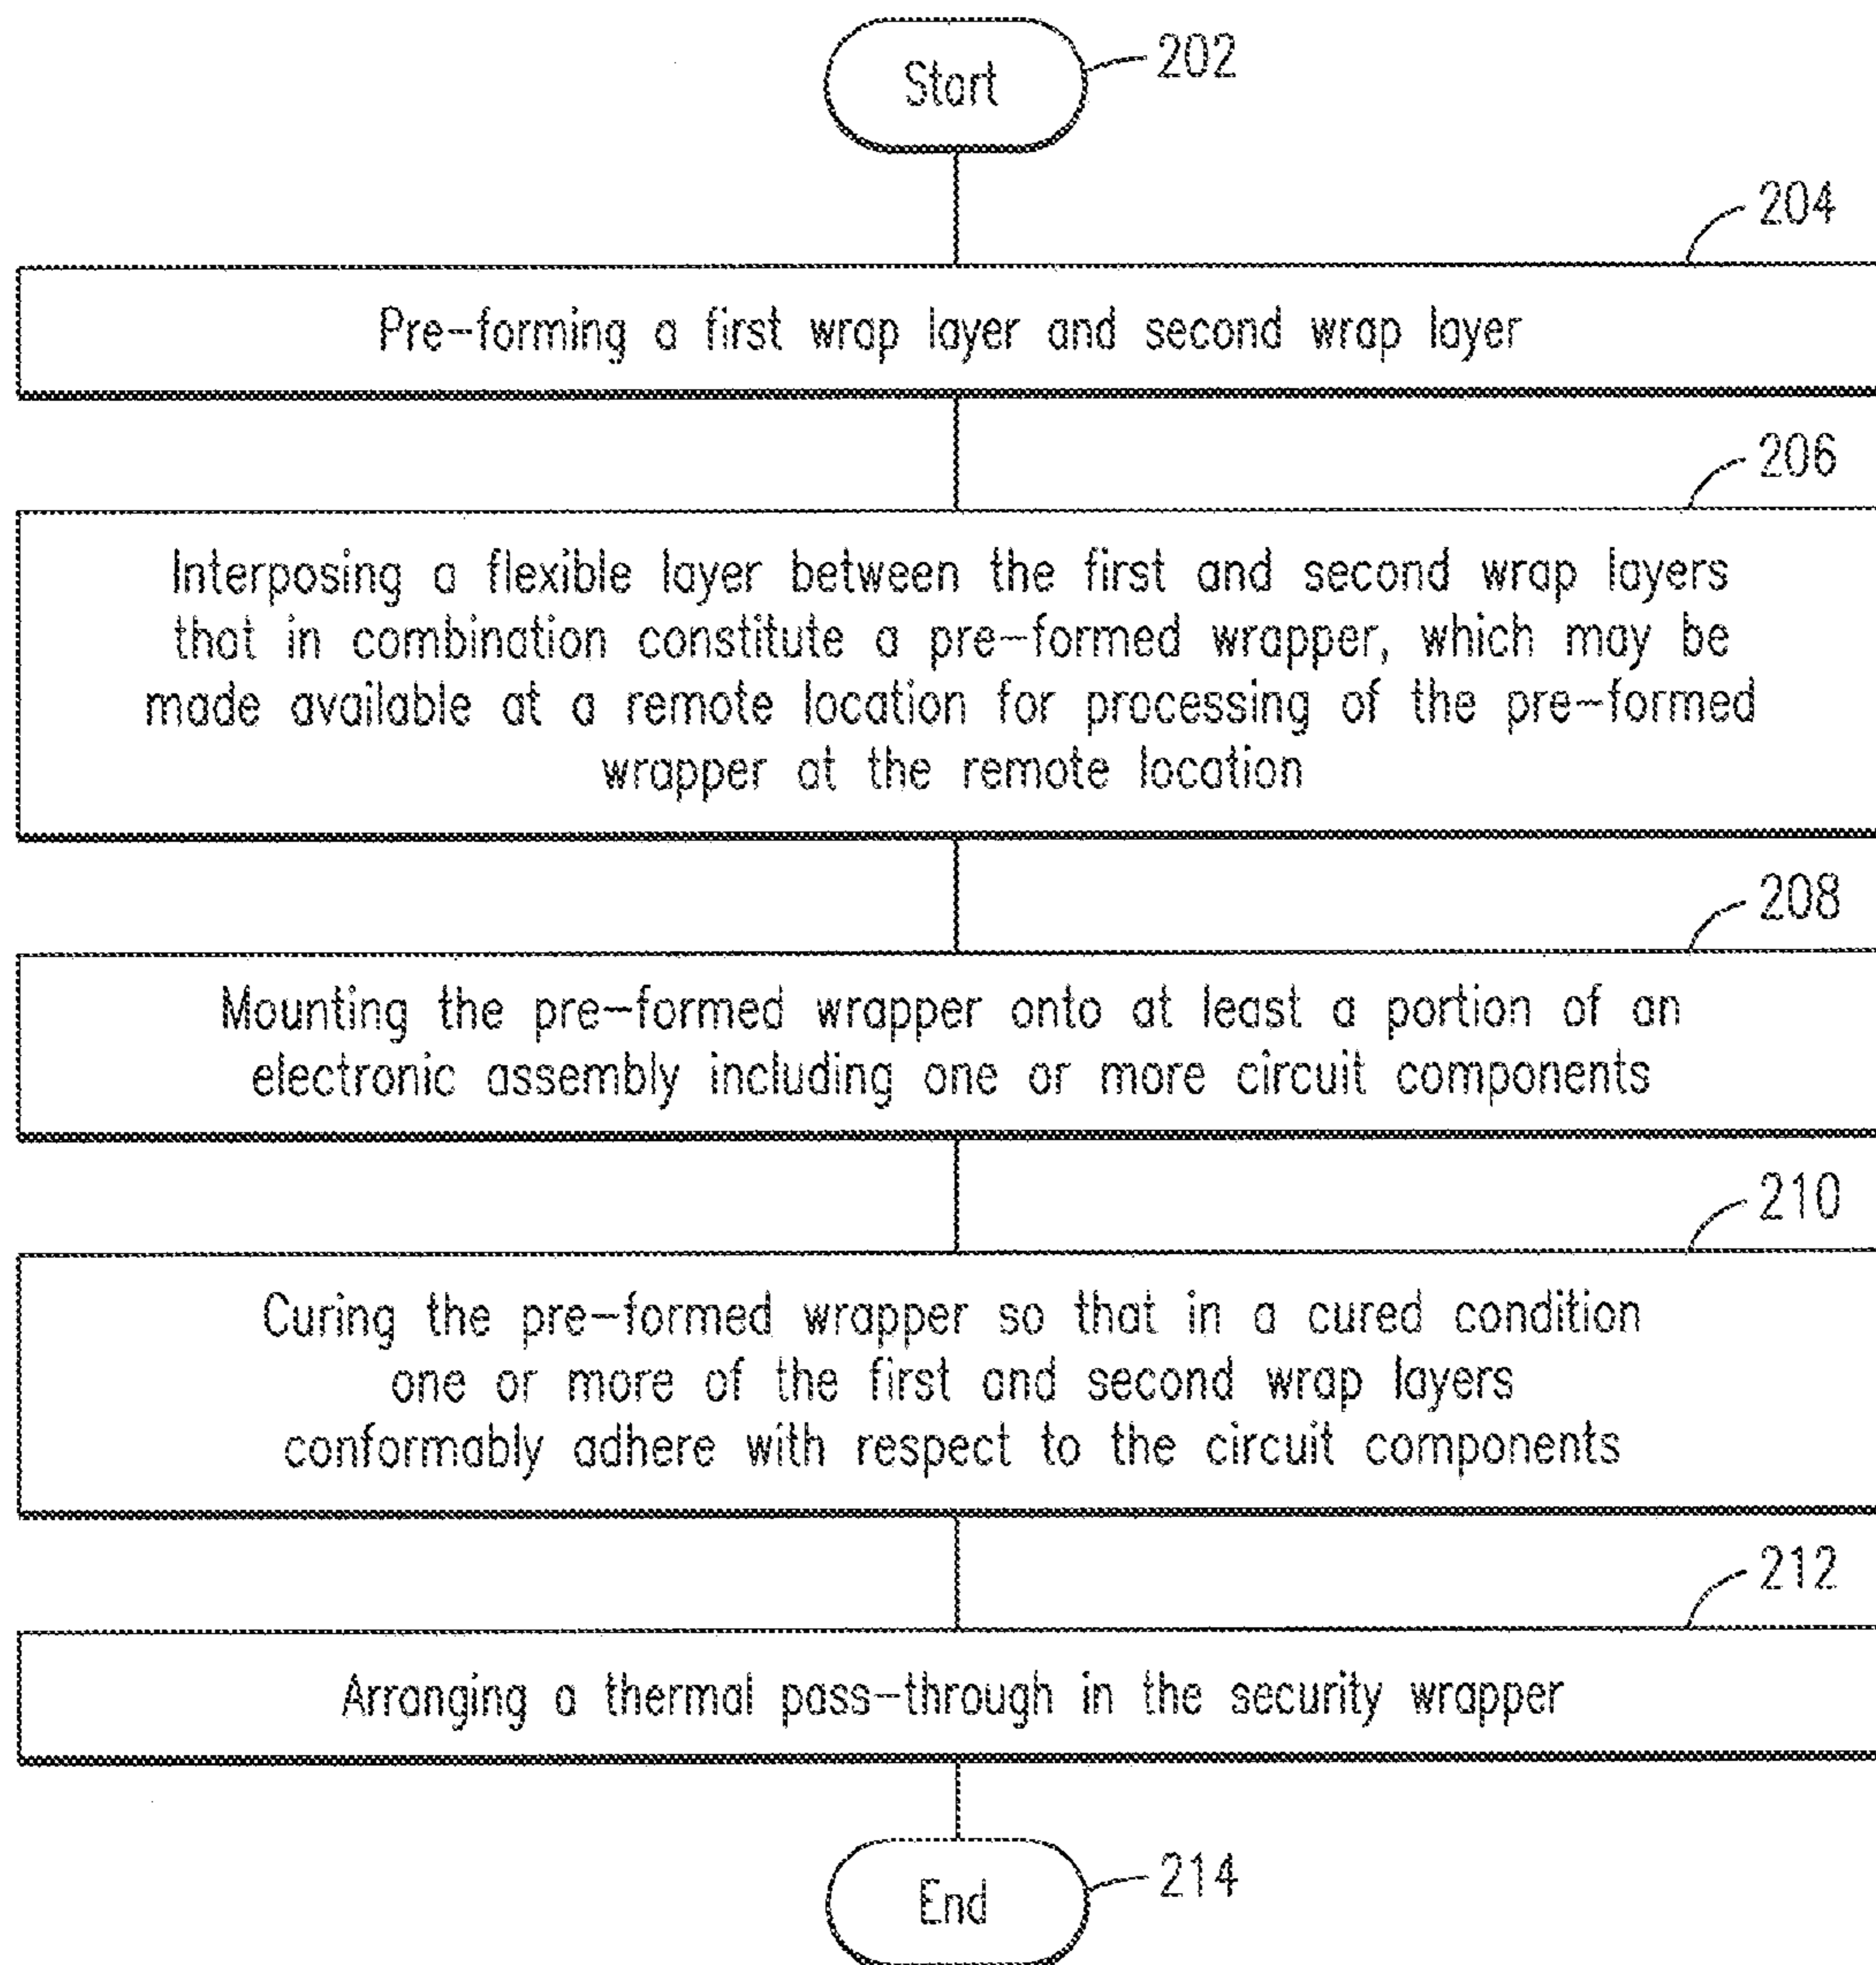 Start
202
204
Pre-forming a first wrap layer and second wrap layer
206
Interposing a flexible layer between the first and second wrap layers
that in combination constitute a pre-formed wrapper, which may be
made available at a remote location for processing of the pre-formed
wrapper at the remote location
208
Mounting the pre-formed wrapper onto at least a portion of an
electronic assembly including one or more circuit components
210
Curing the pre-formed wrapper so that in a cured condition
one or more of the first and second wrap layers
conformably adhere with respect to the circuit components
212
Arranging a thermal pass-through in the security wrapper
End
214